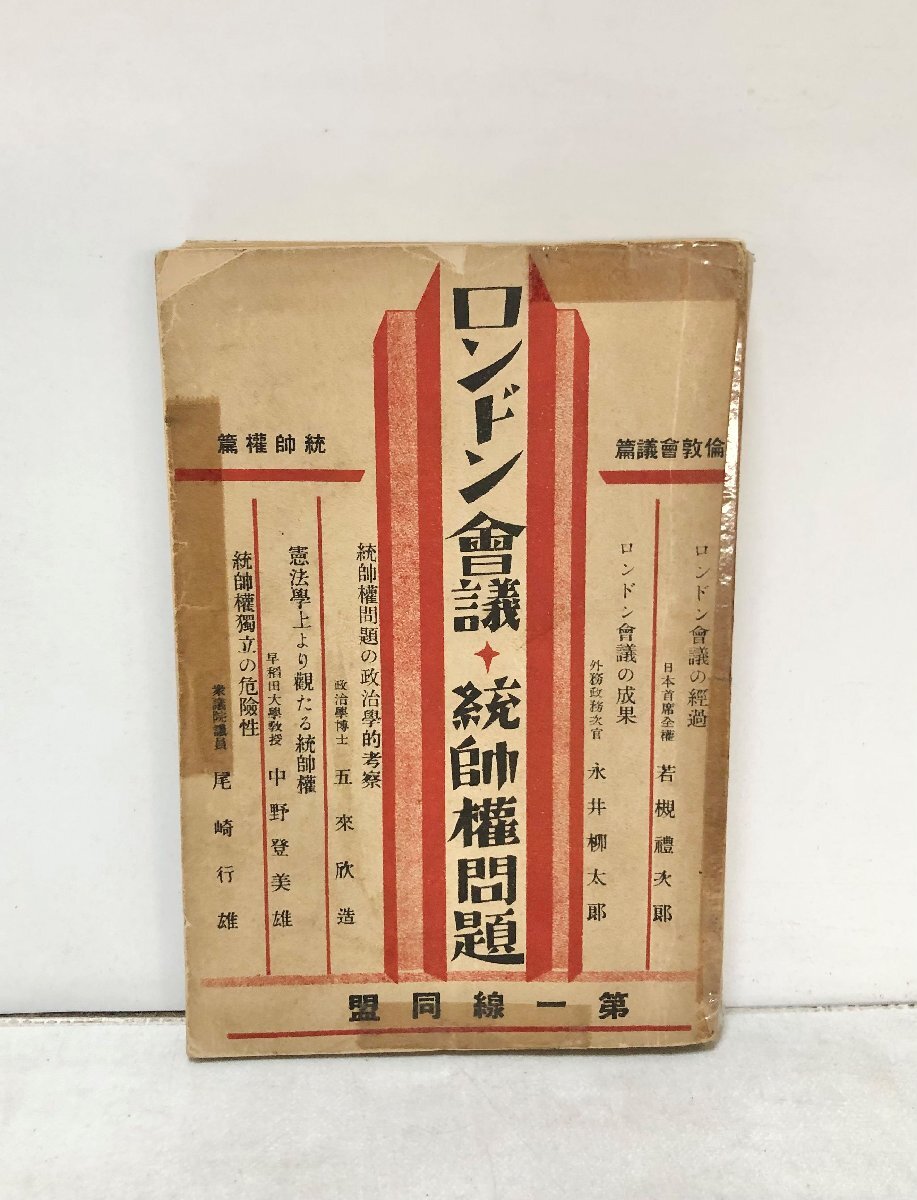 ロンドン會議・統帥權問題
倫敦會議篇
ロンドン會議の經過
日本首席全權 若槻禮次郎
ロンドン會議の成果
外務政務次官 永井柳太郎
統帥權篇
統帥權問題の政治學的考察
政治學博士 五來欣造
憲法學上より觀たる統帥權
早稻田大學敎授 中野登美雄
統帥權獨立の危險性
衆議院議員 尾崎行雄
第一線同盟